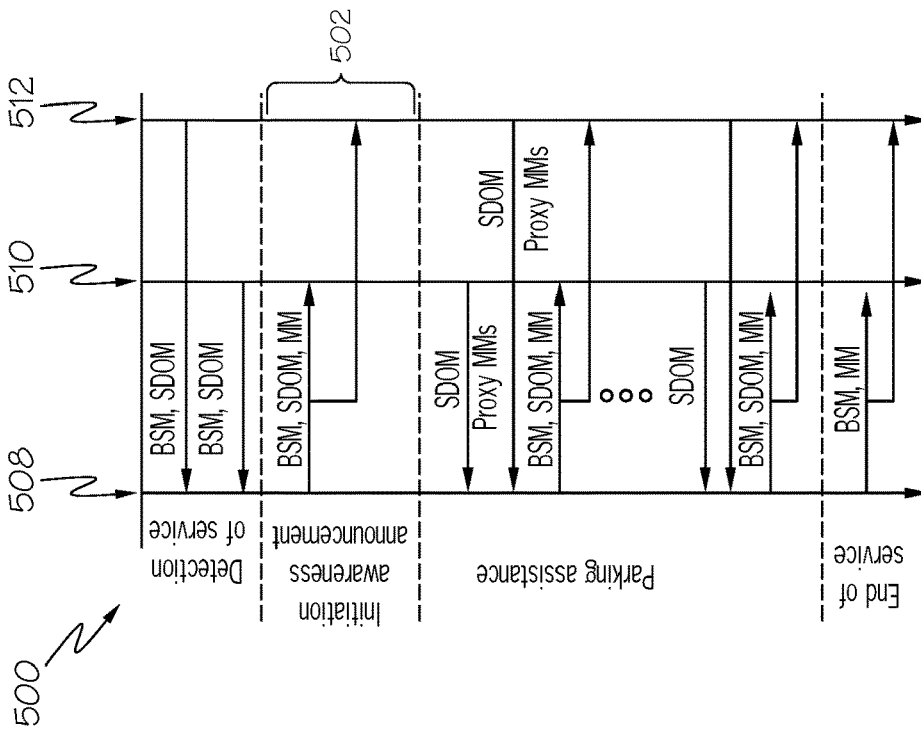 500
508
510
512
502
Detection
of service
BSM, SDOM
BSM, SDOM
Initiation
awareness
announcement
BSM, SDOM, MM
Parking assistance
SDOM
Proxy MMs
SDOM
Proxy MMs
BSM, SDOM, MM
SDOM
BSM, SDOM, MM
End of
service
BSM, MM